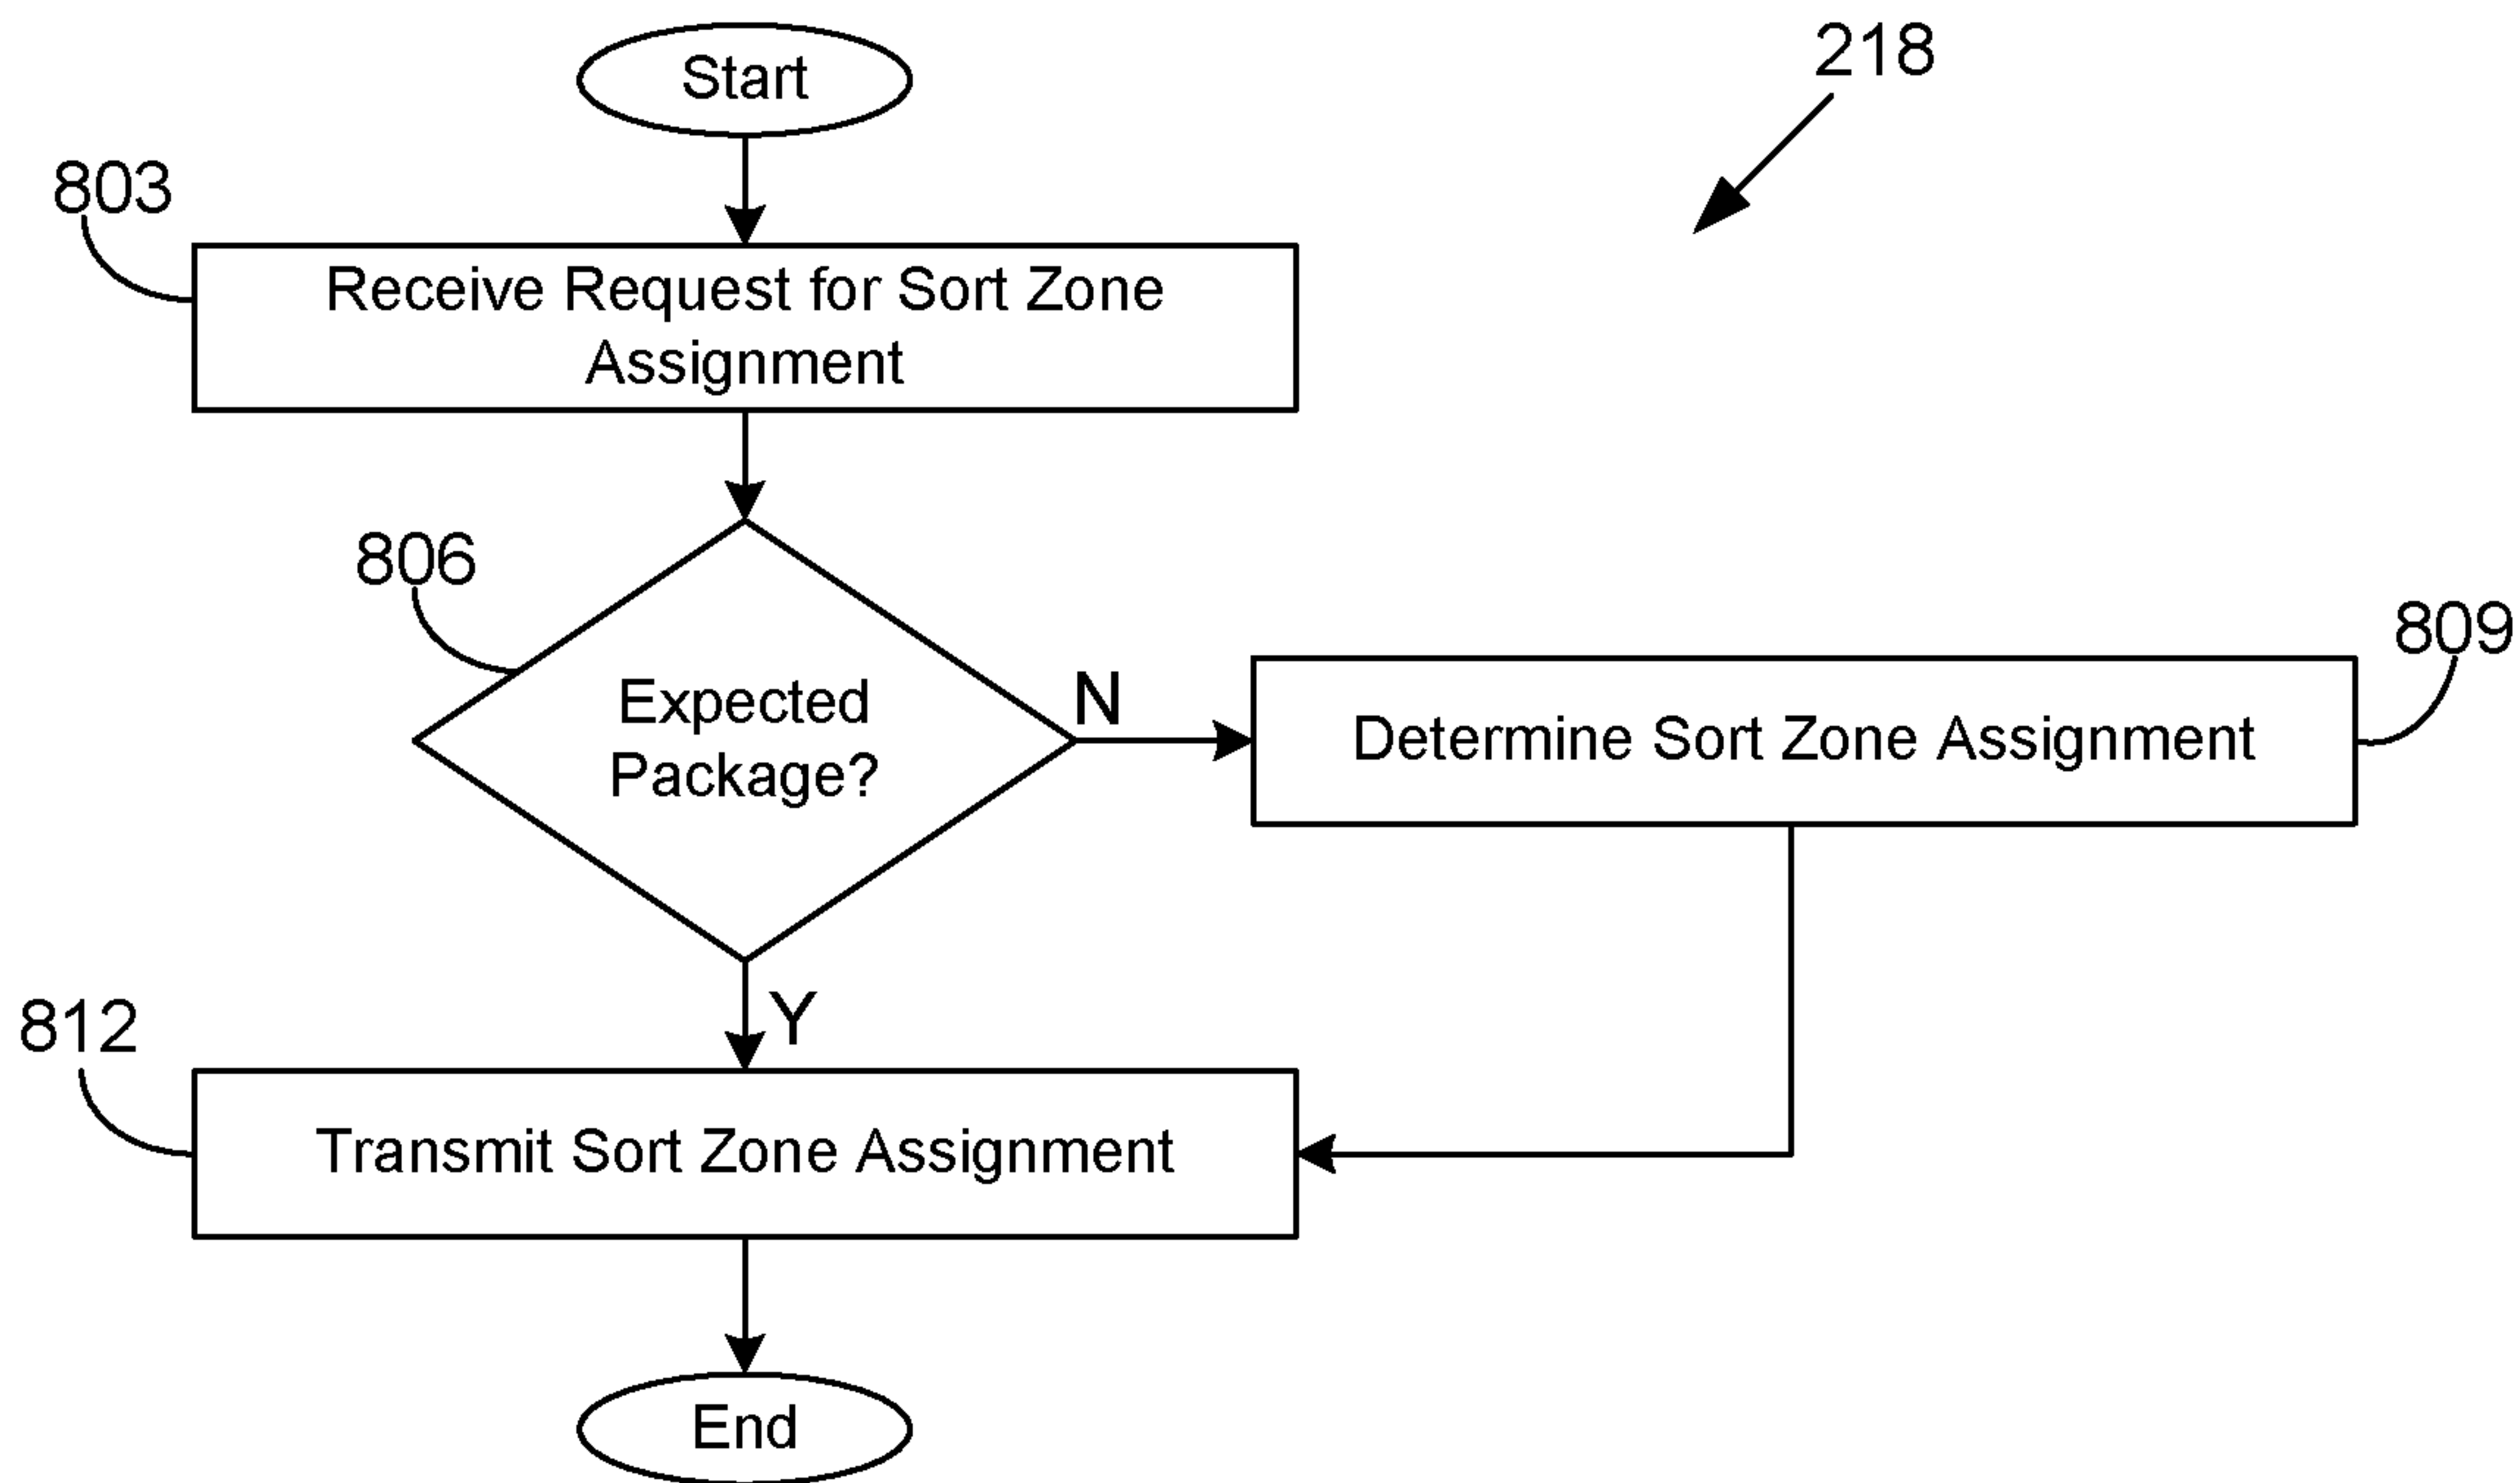 Start
218
803
Receive Request for Sort Zone
Assignment
806
Expected
Package?
N
809
Determine Sort Zone Assignment
Y
812
Transmit Sort Zone Assignment
End